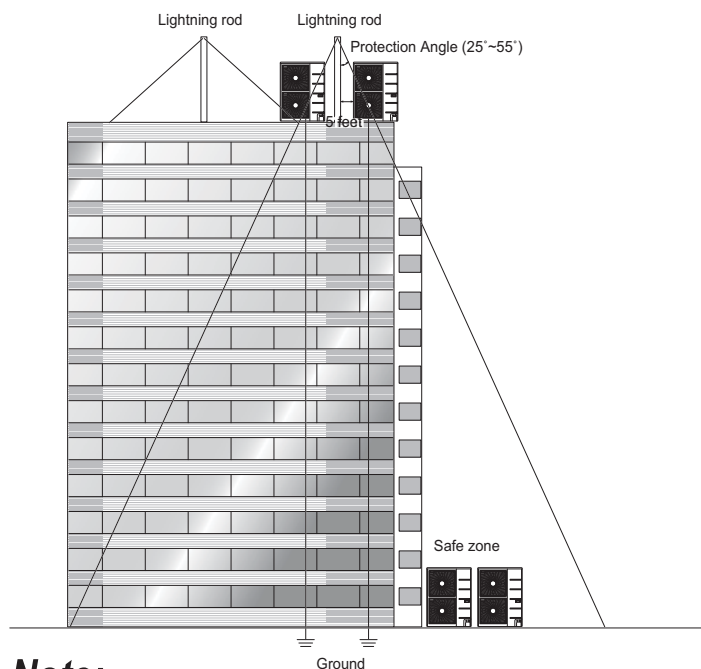 Lightning rod
Lightning rod
Protection Angle (25˚~55˚)
5 feet
Safe zone
Ground
Note: